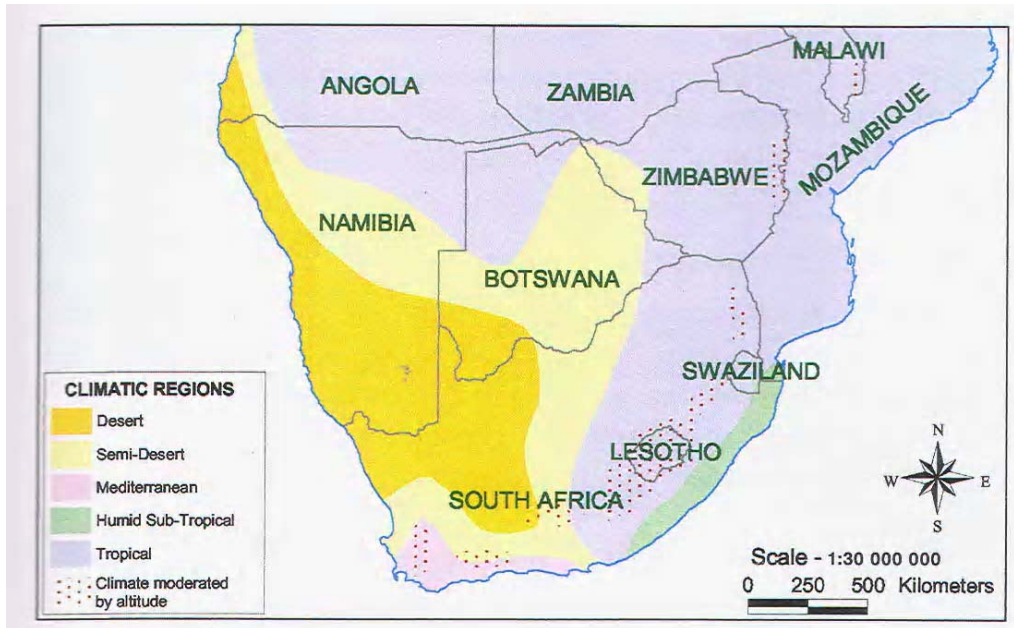 MALAWI
ANGOLA
ZAMBIA
MOZAMBIQUE
ZIMBABWE
NAMIBIA
BOTSWANA
SWAZILAND
LESOTHO
SOUTH AFRICA
CLIMATIC REGIONS
Desert
Semi-Desert
Mediterranean
Humid Sub-Tropical
Tropical
Climate moderated
by altitude
N
W E
S
Scale - 1:30 000 000
0 250 500 Kilometers